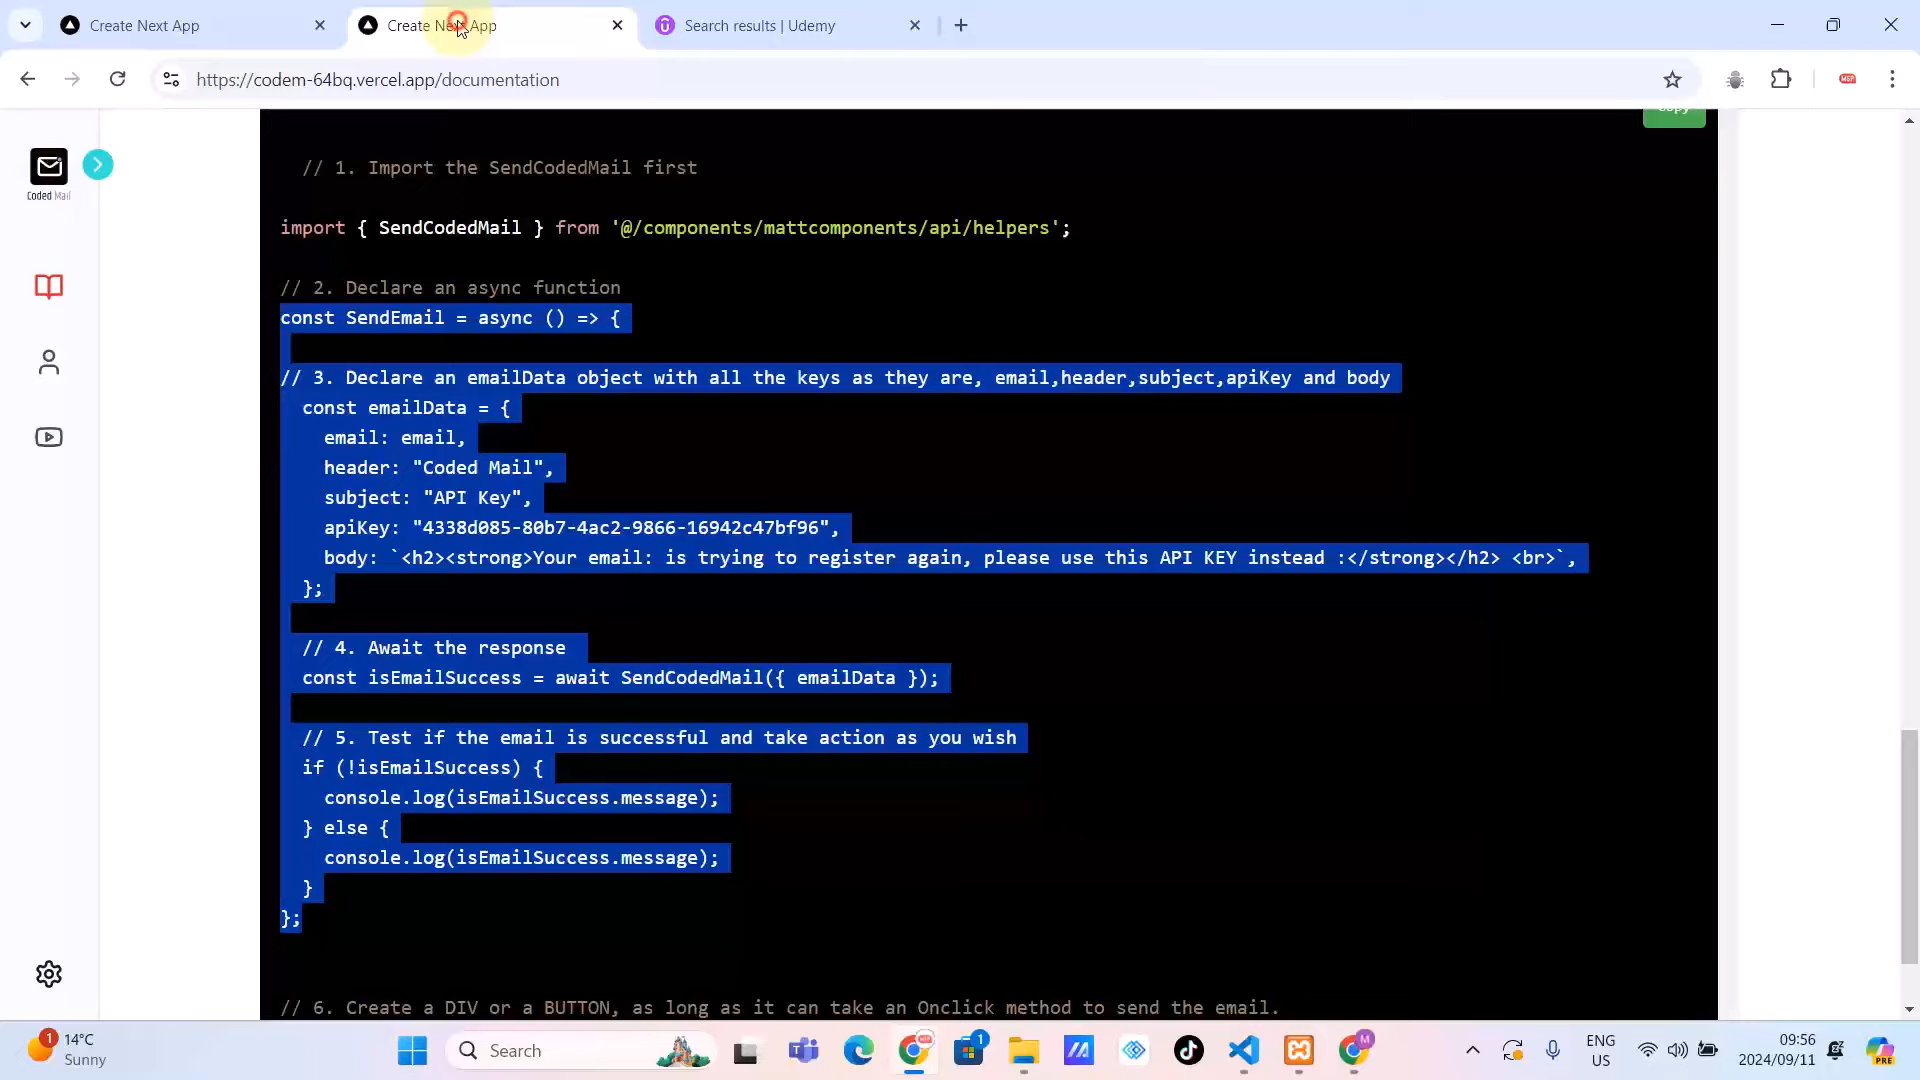 Create Next App
Create Next App
Search results | Udemy
https://codem-64bq.vercel.app/documentation
MSP
Copy
Coded Mail
// 1. Import the SendCodedMail first
import { SendCodedMail } from '@/components/mattcomponents/api/helpers';
// 2. Declare an async function
const SendEmail = async () => {
// 3. Declare an emailData object with all the keys as they are, email,header,subject,apiKey and body
const emailData = {
email: email,
header: "Coded Mail",
subject: "API Key",
apiKey: "4338d085-80b7-4ac2-9866-16942c47bf96",
body: `<h2><strong>Your email: is trying to register again, please use this API KEY instead :</strong></h2> <br>`,
};
// 4. Await the response
const isEmailSuccess = await SendCodedMail({ emailData });
// 5. Test if the email is successful and take action as you wish
if (!isEmailSuccess) {
console.log(isEmailSuccess.message);
} else {
console.log(isEmailSuccess.message);
}
};
// 6. Create a DIV or a BUTTON, as long as it can take an Onclick method to send the email.
1
14°C
Sunny
Search
1
M
ENG
US
09:56
2024/09/11
PRE